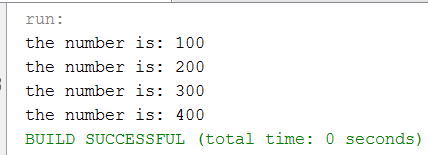 run:
the number is: 100
the number is: 200
the number is: 300
the number is: 400
BUILD SUCCESSFUL (total time: 0 seconds)